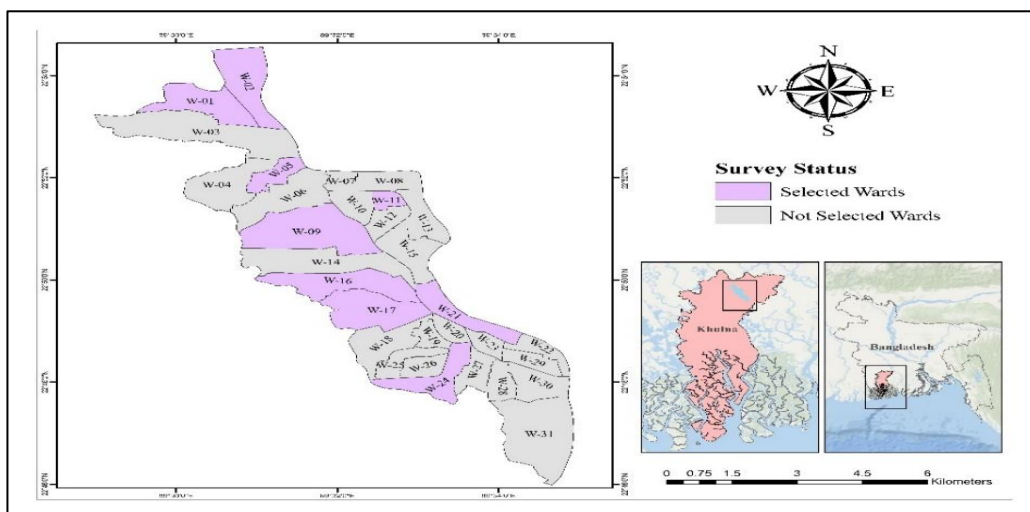 N
W E
S
Survey Status
Selected Wards
Not Selected Wards
W-02
W-01
W-03
W-05
W-04
W-06
W-07
W-08
W-10
W-11
W-12
W-13
W-09
W-15
W-14
W-16
W-17
W-21
W-18
W-19
W-20
W-22
W-29
W-25
W-26
W-24
W-27
W-28
W-30
W-31
Khulna
Bangladesh
0 0.75 1.5 3 4.5 6
Kilometers